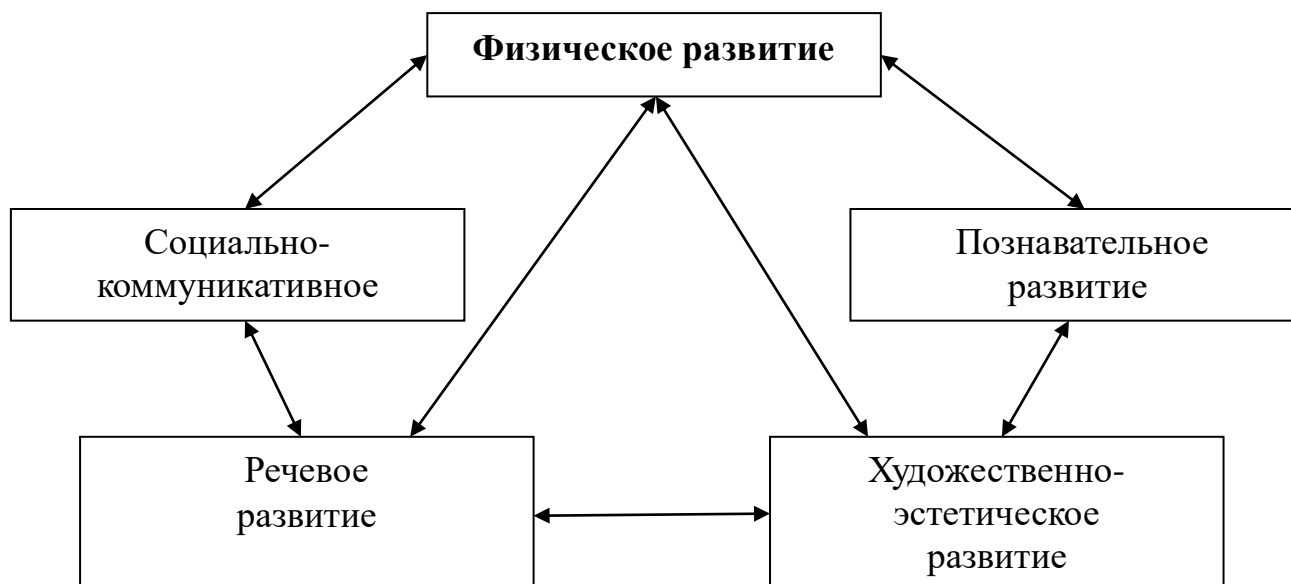 Физическое развитие
Социально-
коммуникативное
Познавательное
развитие
Речевое
развитие
Художественно-
эстетическое
развитие